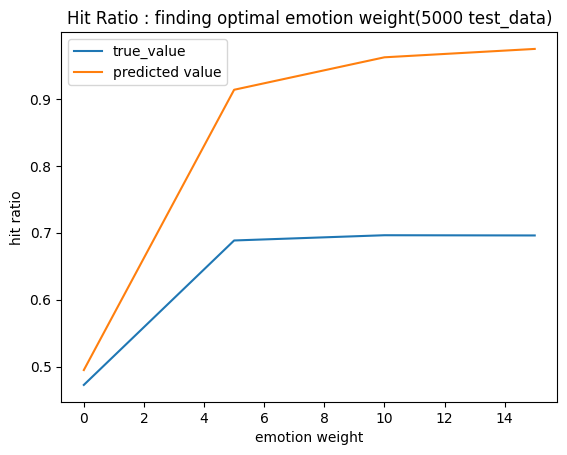 Hit Ratio : finding optimal emotion weight(5000 test_data)
true_value
predicted value
0.9
0.8
0.7
0.6
0.5
hit ratio
0 2 4 6 8 10 12 14
emotion weight